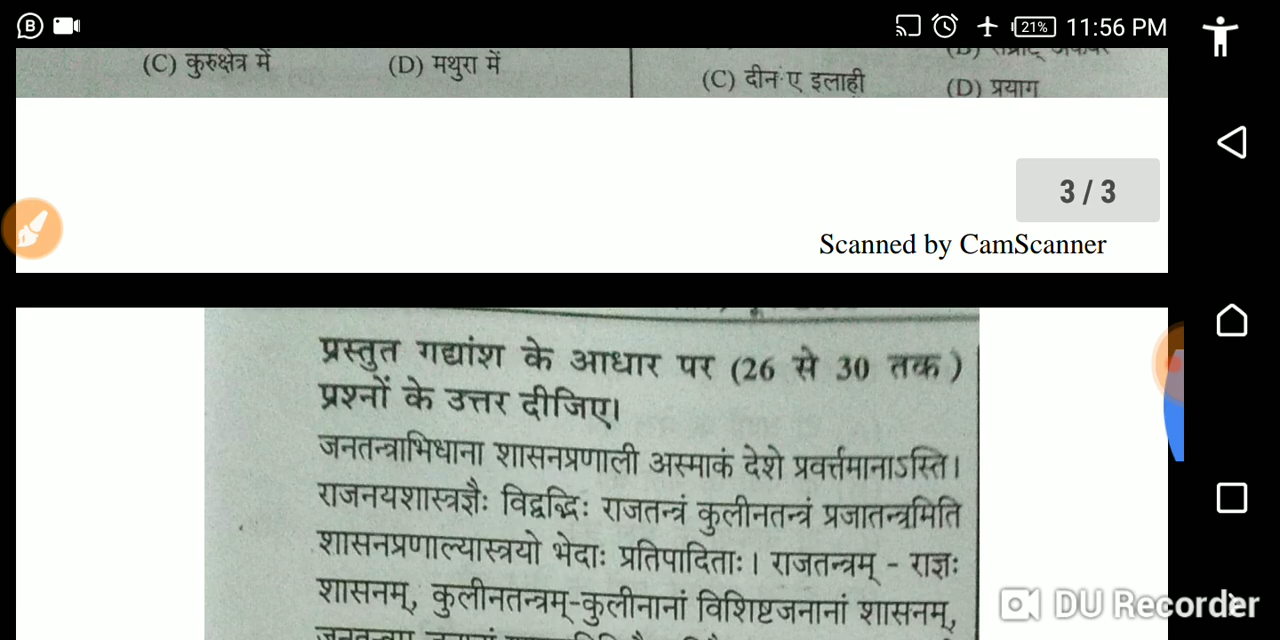 B
21% 11:56 PM
(C) कुरुक्षेत्र में
(D) मथुरा में
(C) दीन ए इलाही
(D) प्रयाग
3 / 3
Scanned by CamScanner
प्रस्तुत गद्यांश के आधार पर (26 से 30 तक)
प्रश्नों के उत्तर दीजिए।
जनतन्त्राभिधाना शासनप्रणाली अस्माकं देशे प्रवर्त्तमानाऽस्ति।
राजनयशास्त्रज्ञैः विद्वद्भिः राजतन्त्रं कुलीनतन्त्रं प्रजातन्त्रमिति
शासनप्रणाल्यास्त्रयो भेदाः प्रतिपादिताः। राजतन्त्रम् - राज्ञः
शासनम्, कुलीनतन्त्रम्-कुलीनानां विशिष्टजनानां शासनम्,
DU Recorder